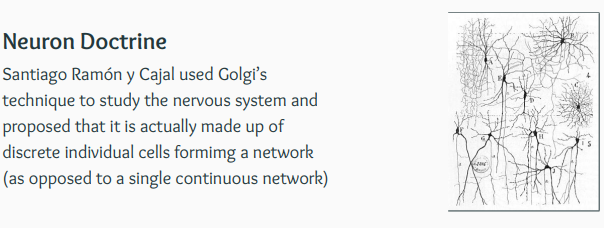 Neuron Doctrine
Santiago Ramón y Cajal used Golgi's
technique to study the nervous system and
proposed that it is actually made up of
discrete individual cells formimg a network
(as opposed to a single continuous network)